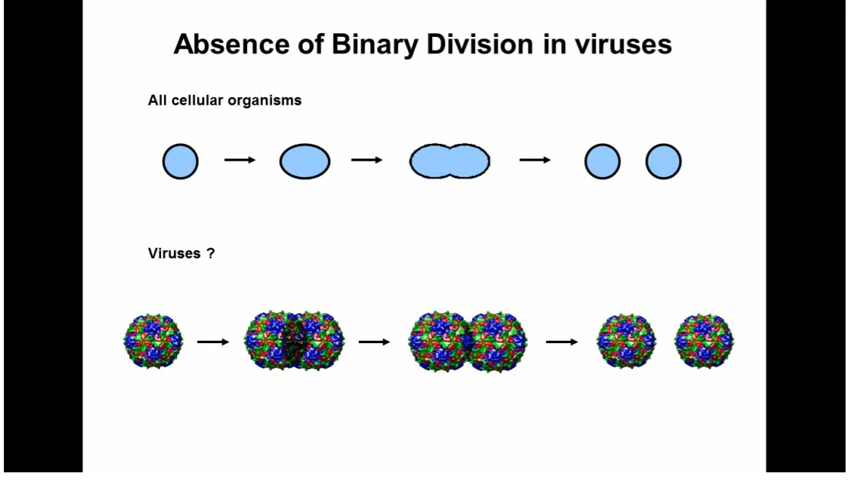 Absence of Binary Division in viruses
All cellular organisms
Viruses ?